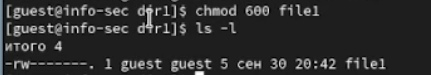 [guest@info-sec dir1]$ chmod 600 file1
[guest@info-sec dir1]$ ls -l
итого 4
-rw-------. 1 guest guest 5 сен 30 20:42 file1